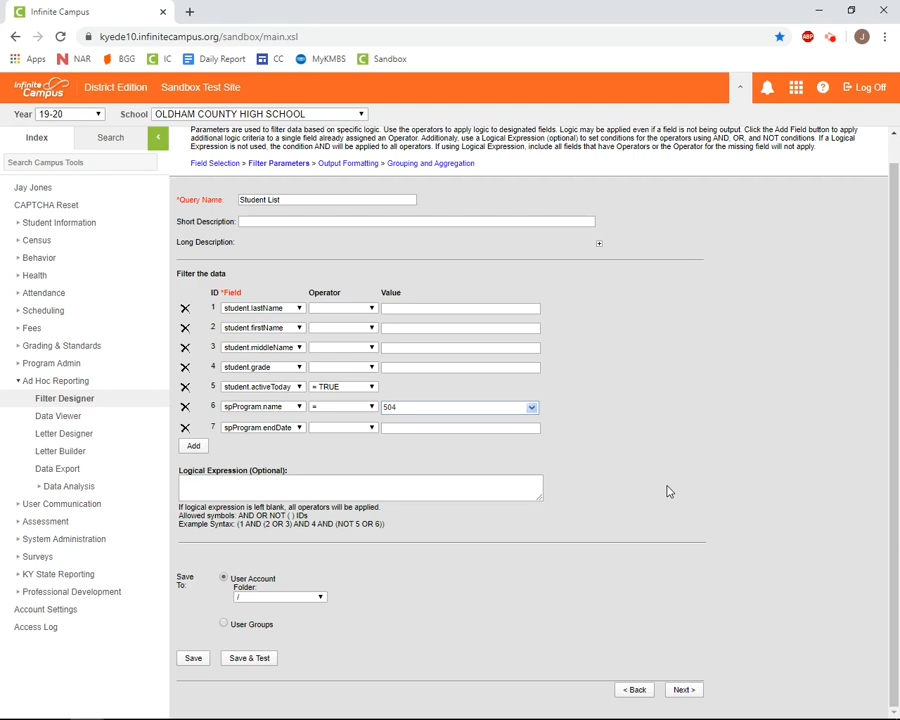 Infinite Campus
kyede10.infinitecampus.org/sandbox/main.xsl
J
Apps NAR BGG IC Daily Report CC MyKMBS Sandbox
Infinite Campus District Edition Sandbox Test Site Log Off
Year 19-20 School OLDHAM COUNTY HIGH SCHOOL
Index Search
Search Campus Tools
Jay Jones
CAPTCHA Reset
Student Information
Census
Behavior
Health
Attendance
Scheduling
Fees
Grading & Standards
Program Admin
Ad Hoc Reporting
Filter Designer
Data Viewer
Letter Designer
Letter Builder
Data Export
Data Analysis
User Communication
Assessment
System Administration
Surveys
KY State Reporting
Professional Development
Account Settings
Access Log
Parameters are used to filter data based on specific logic. Use the operators to apply logic to designated fields. Logic may be applied even if a field is not being output. Click the Add Field button to apply
additional logic criteria to a single field already assigned an Operator. Additionally, use a Logical Expression (optional) to set conditions for the operators using AND, OR, and NOT conditions. If a Logical
Expression is not used, the condition AND will be applied to all operators. If using Logical Expression, include all fields that have Operators or the Operator for the missing field will not apply.
Field Selection > Filter Parameters > Output Formatting > Grouping and Aggregation
*Query Name: Student List
Short Description:
Long Description:
Filter the data
ID *Field Operator Value
1 student.lastName
2 student.firstName
3 student.middleName
4 student.grade
5 student.activeToday = TRUE
6 spProgram.name = 504
7 spProgram.endDate
Add
Logical Expression (Optional):
If logical expression is left blank, all operators will be applied.
Allowed symbols: AND OR NOT ( ) IDs
Example Syntax: (1 AND (2 OR 3) AND 4 AND (NOT 5 OR 6))
Save To: User Account
Folder:
/
User Groups
Save Save & Test
< Back Next >